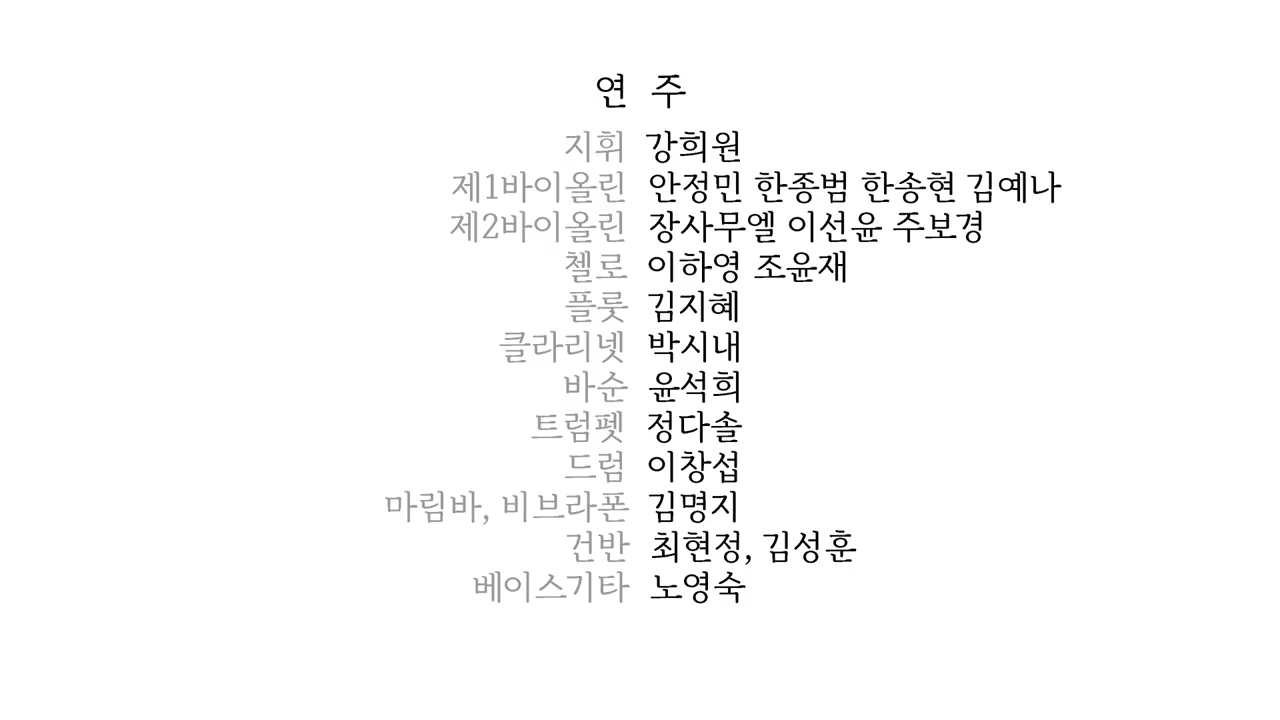 연 주
지휘 강희원
제1바이올린 안정민 한종범 한송현 김예나
제2바이올린 장사무엘 이선윤 주보경
첼로 이하영 조윤재
플룻 김지혜
클라리넷 박시내
바순 윤석희
트럼펫 정다솔
드럼 이창섭
마림바, 비브라폰 김명지
건반 최현정, 김성훈
베이스기타 노영숙